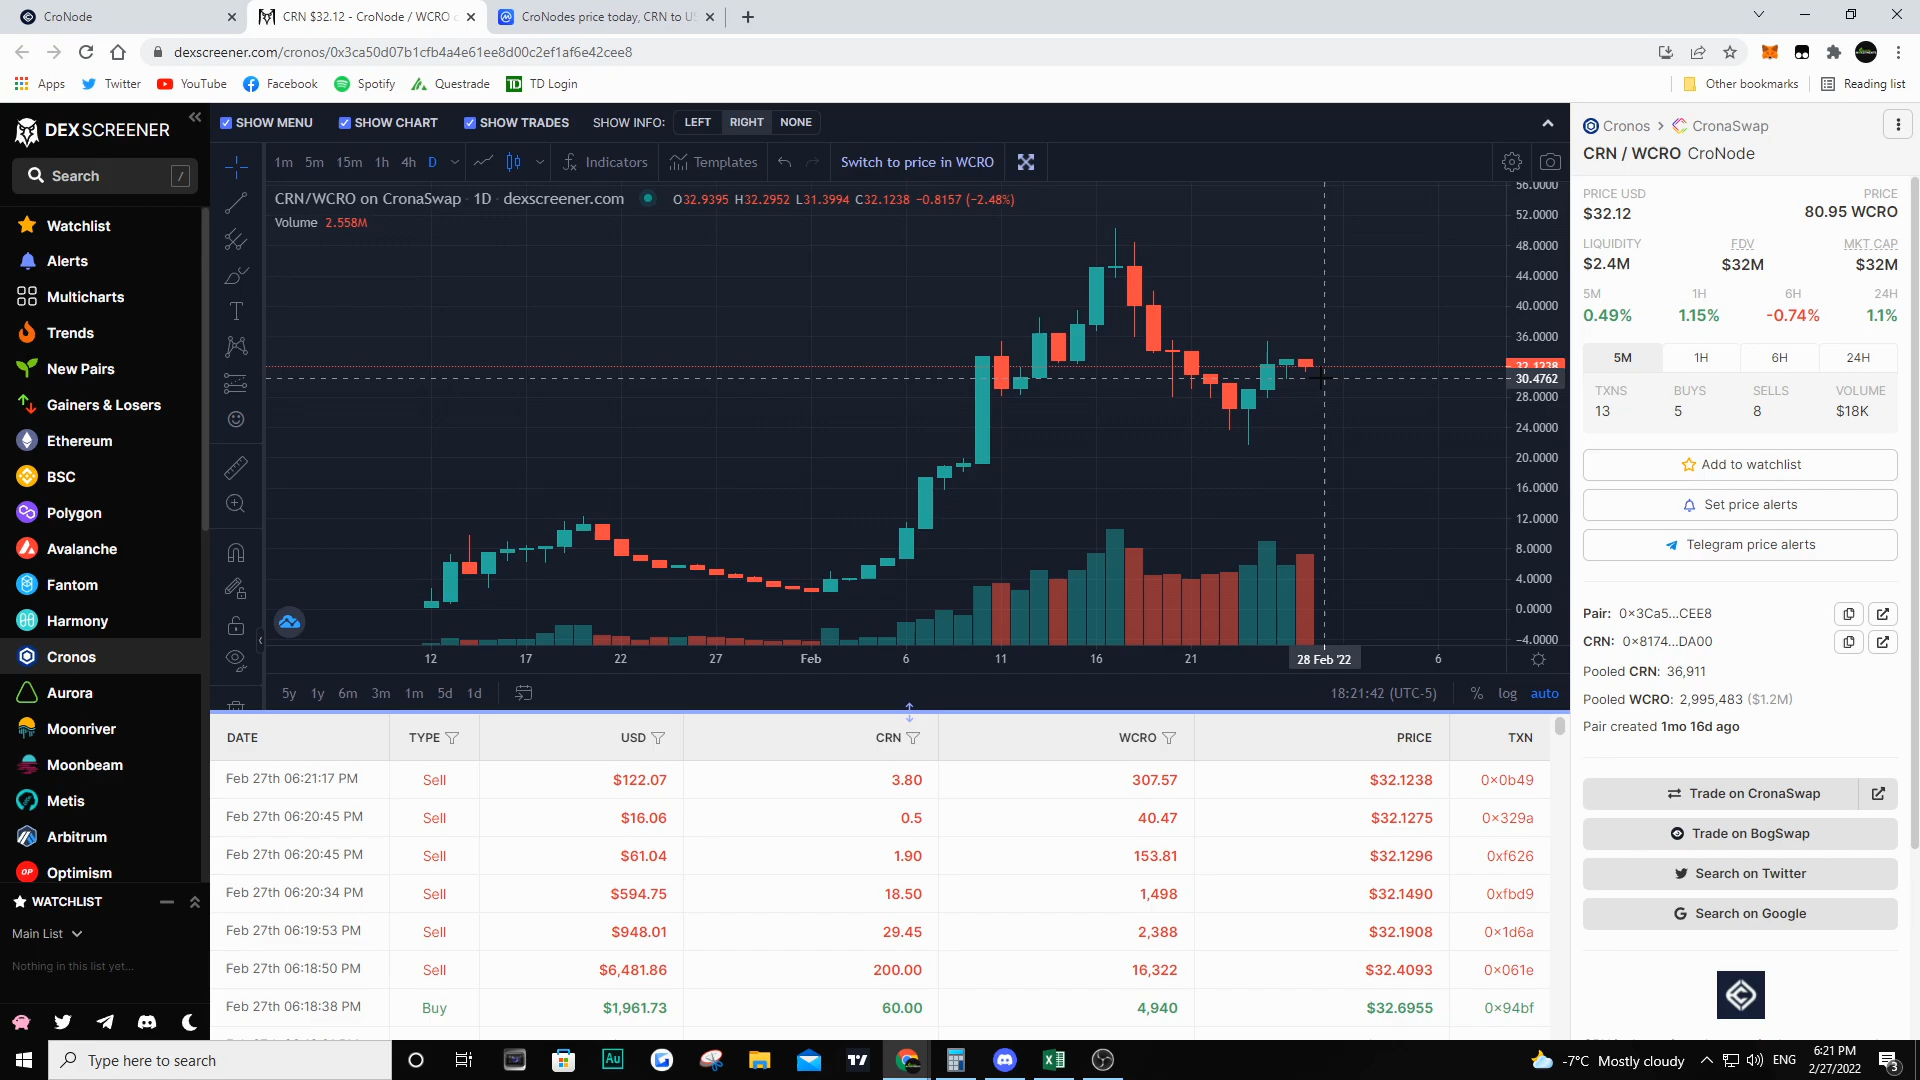 CroNode
CRN $32.12 - CroNode / WCRO
CroNodes price today, CRN to US
dexscreener.com/cronos/0x3ca50d07b1cfb4a4e61ee8d00c2ef1af6e42cee8
Apps
Twitter
YouTube
Facebook
Spotify
Questrade
TD Login
Other bookmarks
Reading list
DEXSCREENER
Search /
Watchlist
Alerts
Multicharts
Trends
New Pairs
Gainers & Losers
Ethereum
BSC
Polygon
Avalanche
Fantom
Harmony
Cronos
Aurora
Moonriver
Moonbeam
Metis
Arbitrum
Optimism
WATCHLIST
Main List
Nothing in this list yet...
SHOW MENU SHOW CHART SHOW TRADES SHOW INFO: LEFT RIGHT NONE
1m 5m 15m 1h 4h D Indicators Templates Switch to price in WCRO
CRN/WCRO on CronaSwap · 1D · dexscreener.com O32.9395 H32.2952 L31.3994 C32.1238 -0.8157 (-2.48%)
Volume 2.558M
56.0000
52.0000
48.0000
44.0000
40.0000
36.0000
32.1238
30.4762
28.0000
24.0000
20.0000
16.0000
12.0000
8.0000
4.0000
0.0000
-4.0000
12 17 22 27 Feb 6 11 16 21 28 Feb '22 6
5y 1y 6m 3m 1m 5d 1d 18:21:42 (UTC-5) % log auto
DATE TYPE USD CRN WCRO PRICE TXN
Feb 27th 06:21:17 PM Sell $122.07 3.80 307.57 $32.1238 0×0b49
Feb 27th 06:20:45 PM Sell $16.06 0.5 40.47 $32.1275 0×329a
Feb 27th 06:20:45 PM Sell $61.04 1.90 153.81 $32.1296 0xf626
Feb 27th 06:20:34 PM Sell $594.75 18.50 1,498 $32.1490 0xfbd9
Feb 27th 06:19:53 PM Sell $948.01 29.45 2,388 $32.1908 0×1d6a
Feb 27th 06:18:50 PM Sell $6,481.86 200.00 16,322 $32.4093 0×061e
Feb 27th 06:18:38 PM Buy $1,961.73 60.00 4,940 $32.6955 0×94bf
Cronos > CronaSwap
CRN / WCRO CroNode
PRICE USD PRICE
$32.12 80.95 WCRO
LIQUIDITY FDV MKT CAP
$2.4M $32M $32M
5M 1H 6H 24H
0.49% 1.15% -0.74% 1.1%
5M 1H 6H 24H
TXNS BUYS SELLS VOLUME
13 5 8 $18K
Add to watchlist
Set price alerts
Telegram price alerts
Pair: 0×3Ca5...CEE8
CRN: 0×8174...DA00
Pooled CRN: 36,911
Pooled WCRO: 2,995,483 ($1.2M)
Pair created 1mo 16d ago
Trade on CronaSwap
Trade on BogSwap
Search on Twitter
Search on Google
Type here to search
-7°C Mostly cloudy
ENG
6:21 PM
2/27/2022
3